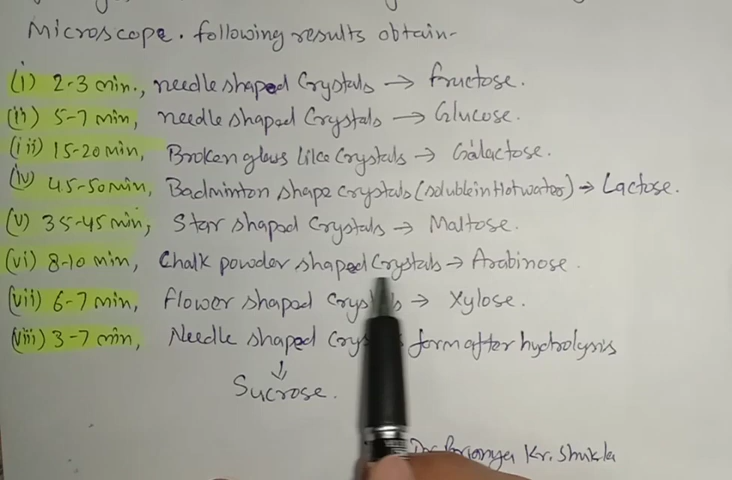 Microscope. following results obtain-
(i) 2-3 min., needle shaped Crystals → fructose.
(ii) 5-7 min, needle shaped Crystals → Glucose.
(iii) 15-20 min, Broken glass like Crystals → Galactose.
(iv) 45-50 min, Badminton shape crystals (soluble in Hot water) → Lactose.
(v) 35-45 min, Star shaped Crystals → Maltose.
(vi) 8-10 min, Chalk powder shaped Crystals → Arabinose.
(vii) 6-7 min, flower shaped Crystals → Xylose.
(viii) 3-7 min, Needle shaped form after hydrolysis
↓
Sucrose.
Kr. Shukla